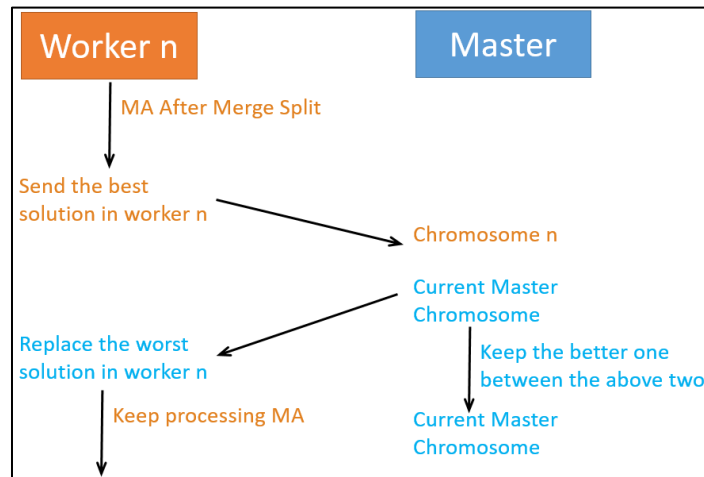 Worker n
Master
MA After Merge Split
Send the best
solution in worker n
Chromosome n
Current Master
Chromosome
Replace the worst
solution in worker n
Keep the better one
between the above two
Keep processing MA
Current Master
Chromosome